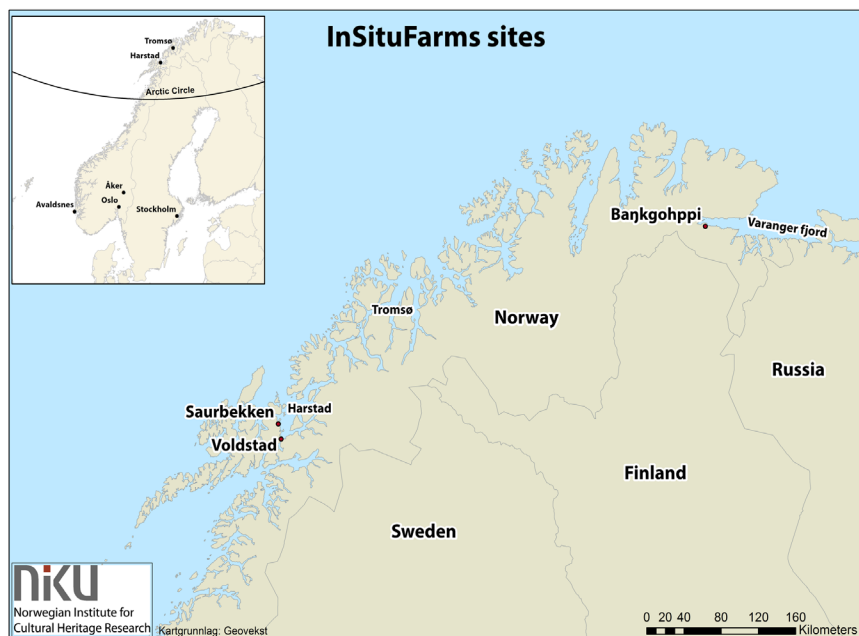 InSituFarms sites
Tromsø
Harstad
Arctic Circle
Åker
Oslo
Avaldsnes
Stockholm
Baŋkgohppi
Varanger fjord
Tromsø
Norway
Russia
Saurbekken
Harstad
Voldstad
Finland
Sweden
niku
Norwegian Institute for
Cultural Heritage Research
Kartgrunnlag: Geovekst
0 20 40 80 120 160
Kilometers